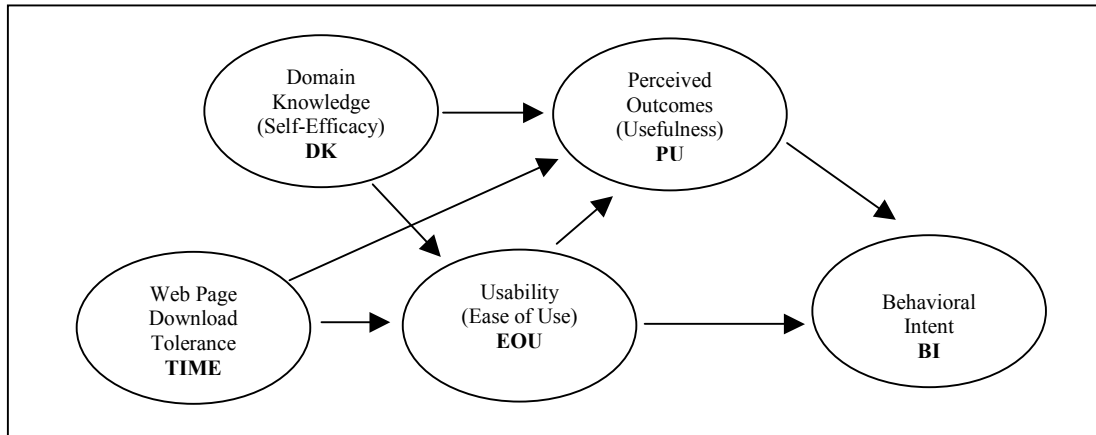 Domain
Knowledge
(Self-Efficacy)
DK
Perceived
Outcomes
(Usefulness)
PU
Web Page
Download
Tolerance
TIME
Usability
(Ease of Use)
EOU
Behavioral
Intent
BI